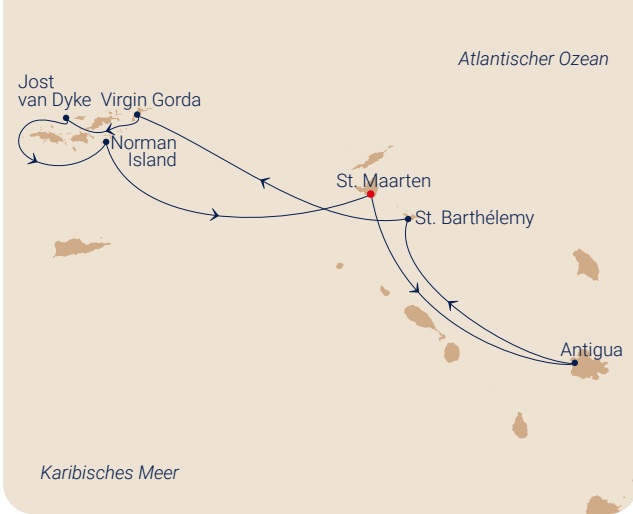 Atlantischer Ozean
Jost
van Dyke
Virgin Gorda
Norman
Island
St. Maarten
St. Barthélemy
Antigua
Karibisches Meer